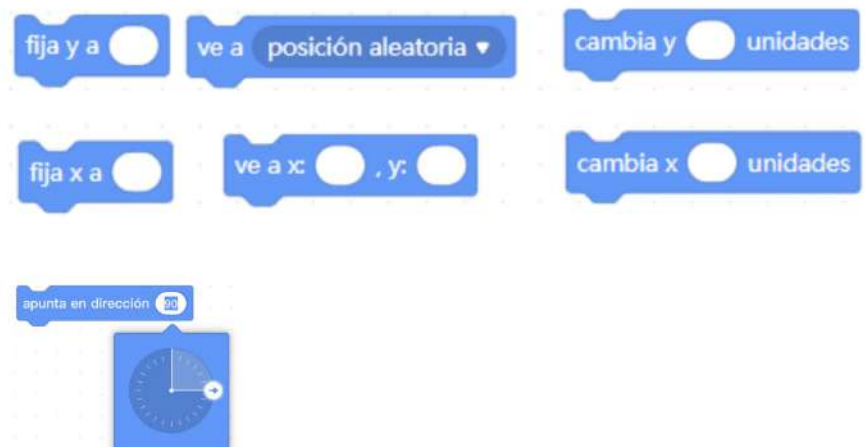 fija y a
ve a posición aleatoria
cambia y unidades
fija x a
ve a x: , y:
cambia x unidades
apunta en dirección 90